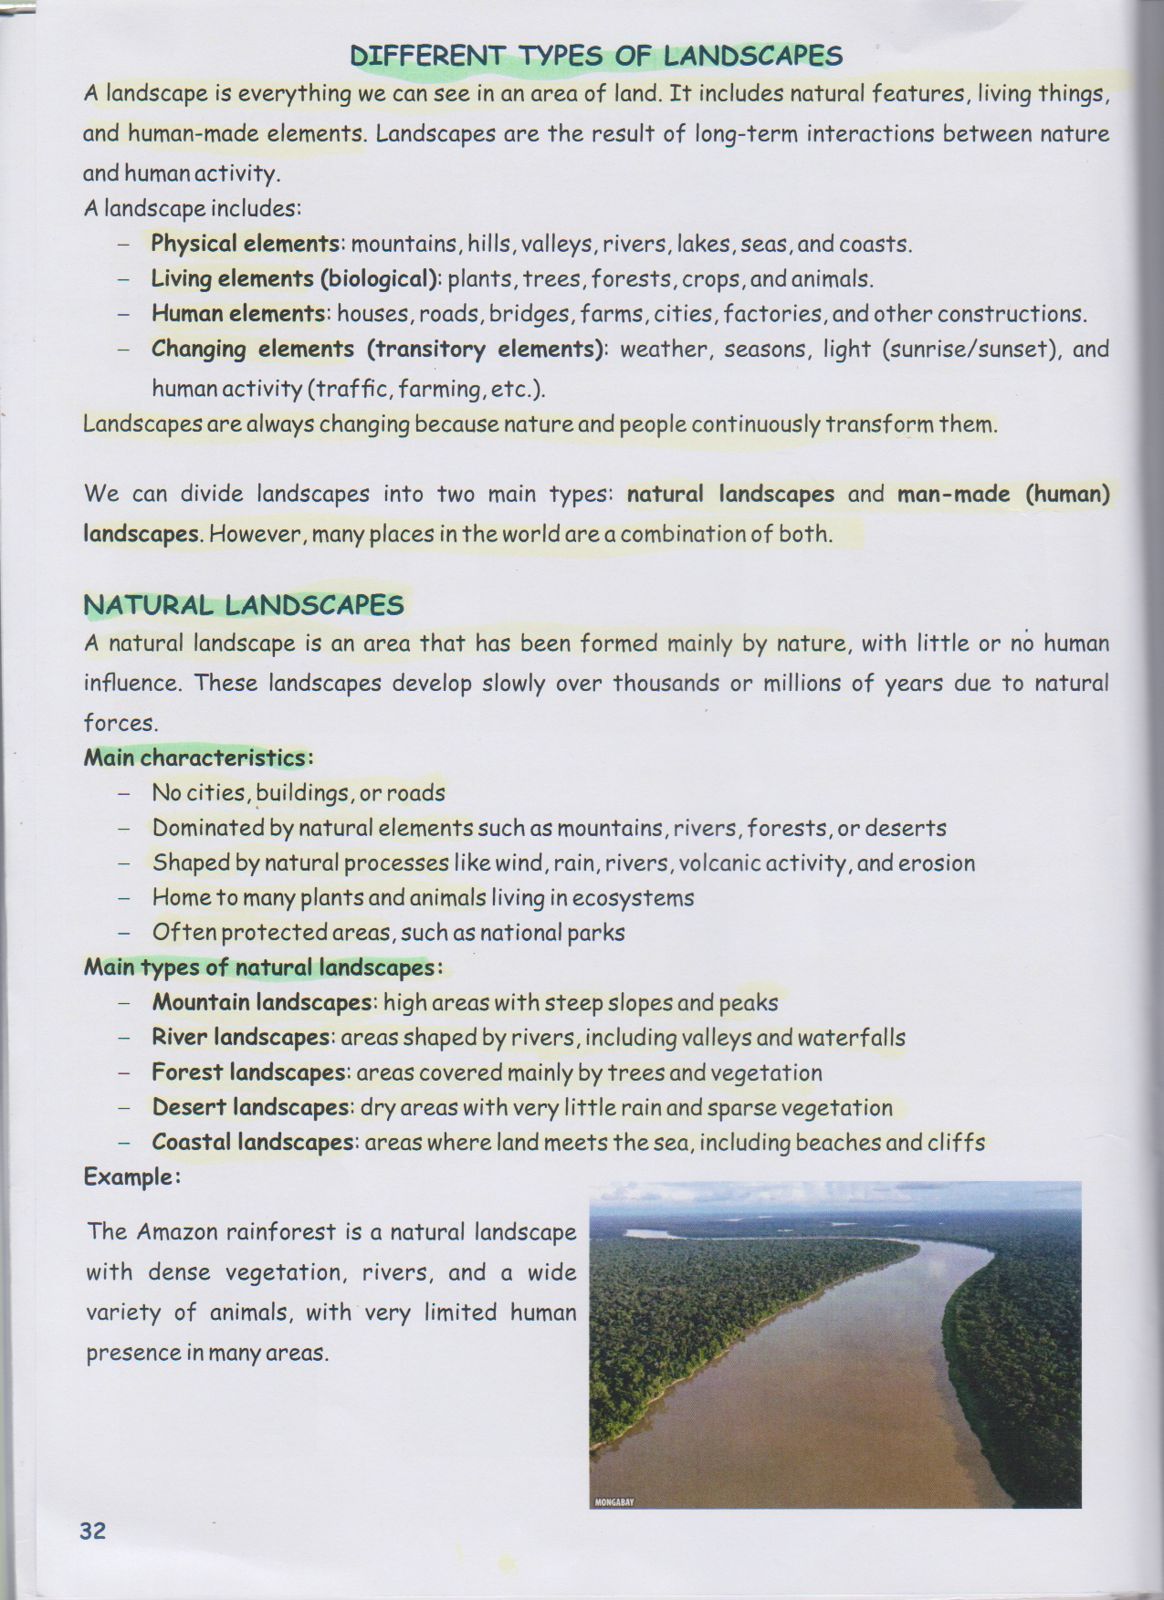 DIFFERENT TYPES OF LANDSCAPES
A landscape is everything we can see in an area of land. It includes natural features, living things,
and human-made elements. Landscapes are the result of long-term interactions between nature
and human activity.
A landscape includes:
– Physical elements: mountains, hills, valleys, rivers, lakes, seas, and coasts.
– Living elements (biological): plants, trees, forests, crops, and animals.
– Human elements: houses, roads, bridges, farms, cities, factories, and other constructions.
– Changing elements (transitory elements): weather, seasons, light (sunrise/sunset), and
human activity (traffic, farming, etc.).
Landscapes are always changing because nature and people continuously transform them.
We can divide landscapes into two main types: natural landscapes and man-made (human)
landscapes. However, many places in the world are a combination of both.
NATURAL LANDSCAPES
A natural landscape is an area that has been formed mainly by nature, with little or no human
influence. These landscapes develop slowly over thousands or millions of years due to natural
forces.
Main characteristics:
– No cities, buildings, or roads
– Dominated by natural elements such as mountains, rivers, forests, or deserts
– Shaped by natural processes like wind, rain, rivers, volcanic activity, and erosion
– Home to many plants and animals living in ecosystems
– Often protected areas, such as national parks
Main types of natural landscapes:
– Mountain landscapes: high areas with steep slopes and peaks
– River landscapes: areas shaped by rivers, including valleys and waterfalls
– Forest landscapes: areas covered mainly by trees and vegetation
– Desert landscapes: dry areas with very little rain and sparse vegetation
– Coastal landscapes: areas where land meets the sea, including beaches and cliffs
Example:
The Amazon rainforest is a natural landscape
with dense vegetation, rivers, and a wide
variety of animals, with very limited human
presence in many areas.
MONGABAY
32